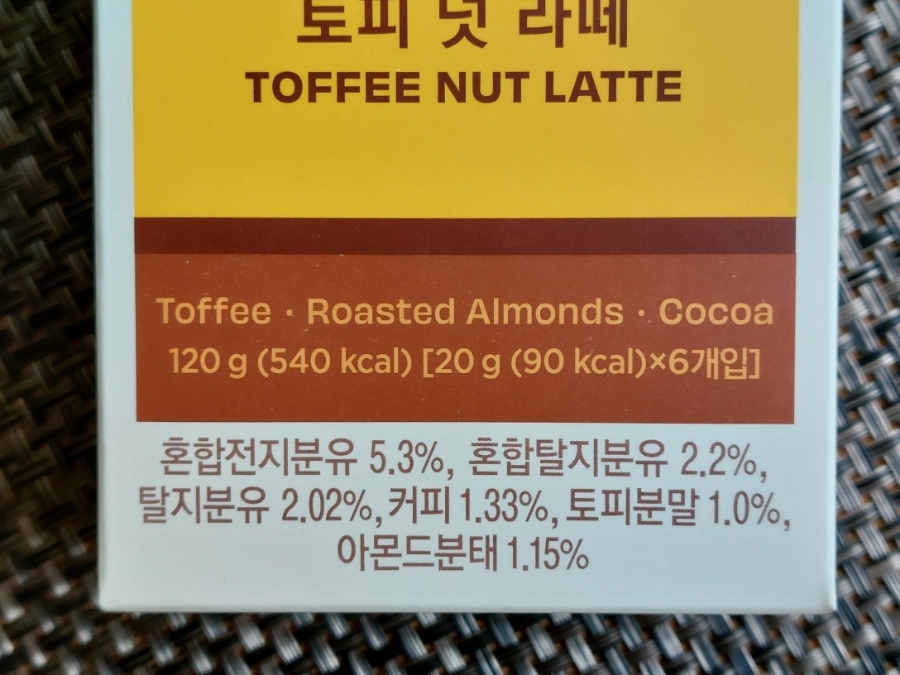 토피 넛 라떼
TOFFEE NUT LATTE
Toffee · Roasted Almonds · Cocoa
120 g (540 kcal) [20 g (90 kcal)×6개입]
혼합전지분유 5.3%, 혼합탈지분유 2.2%,
탈지분유 2.02%, 커피 1.33%, 토피분말 1.0%,
아몬드분태 1.15%